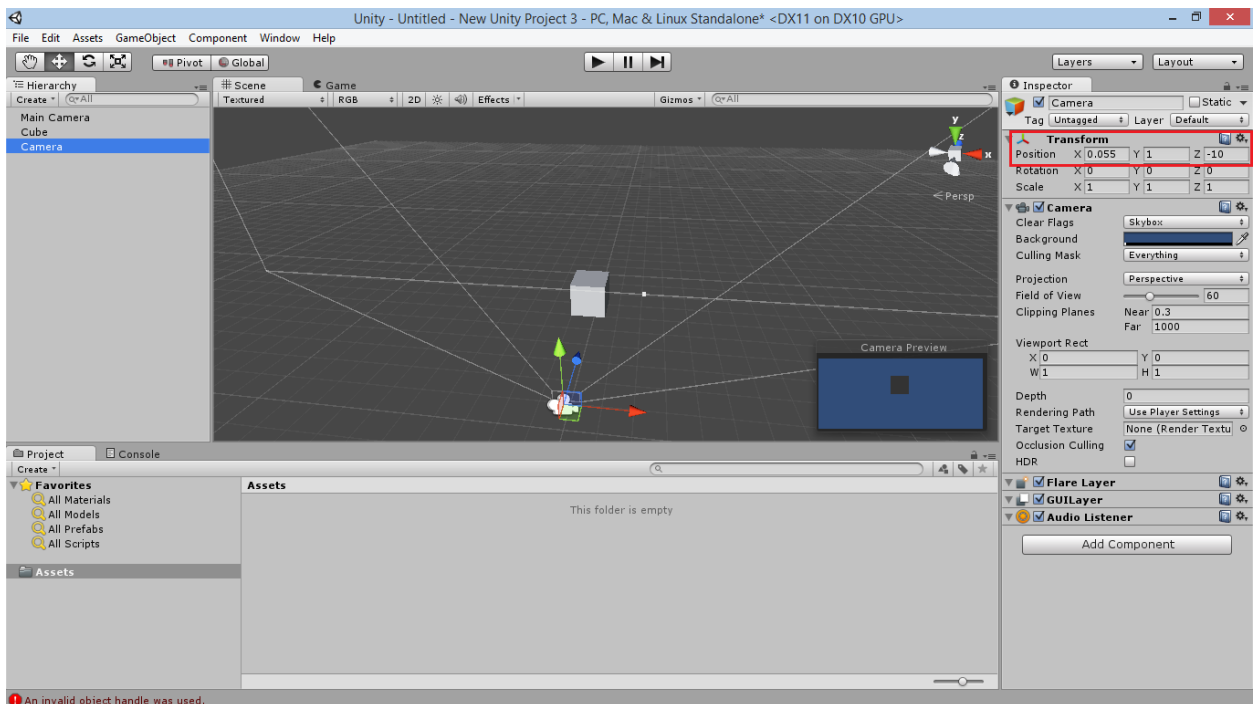 Unity - Untitled - New Unity Project 3 - PC, Mac & Linux Standalone* <DX11 on DX10 GPU>
File Edit Assets GameObject Component Window Help
Pivot Global Layers Layout
Hierarchy
Create All
Main Camera
Cube
Camera
Scene Game
Textured RGB 2D Effects Gizmos All
y
z
x
Persp
Camera Preview
Inspector
Camera Static
Tag Untagged Layer Default
Transform
Position X 0.055 Y 1 Z -10
Rotation X 0 Y 0 Z 0
Scale X 1 Y 1 Z 1
Camera
Clear Flags Skybox
Background
Culling Mask Everything
Projection Perspective
Field of View 60
Clipping Planes Near 0.3
Far 1000
Viewport Rect
X 0 Y 0
W 1 H 1
Depth 0
Rendering Path Use Player Settings
Target Texture None (Render Textu
Occlusion Culling
HDR
Flare Layer
GUILayer
Audio Listener
Add Component
Project Console
Create
Favorites
All Materials
All Models
All Prefabs
All Scripts
Assets
Assets
This folder is empty
An invalid object handle was used.